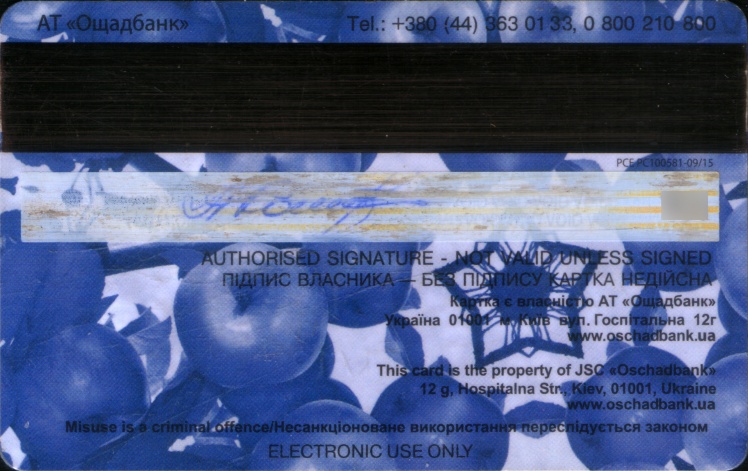 АТ «Ощадбанк» Tel.: +380 (44) 363 01 33, 0 800 210 800
PCE PC100581-09/15
AUTHORISED SIGNATURE - NOT VALID UNLESS SIGNED
ПІДПИС ВЛАСНИКА — БЕЗ ПІДПИСУ КАРТКА НЕДІЙСНА
Картка є власністю АТ «Ощадбанк»
Україна 01001 м. Київ вул. Госпітальна 12г
www.oschadbank.ua
This card is the property of JSC «Oschadbank»
12 g, Hospitalna Str., Kiev, 01001, Ukraine
www.oschadbank.ua
Misuse is a criminal offence/Несанкціоноване використання переслідується законом
ELECTRONIC USE ONLY